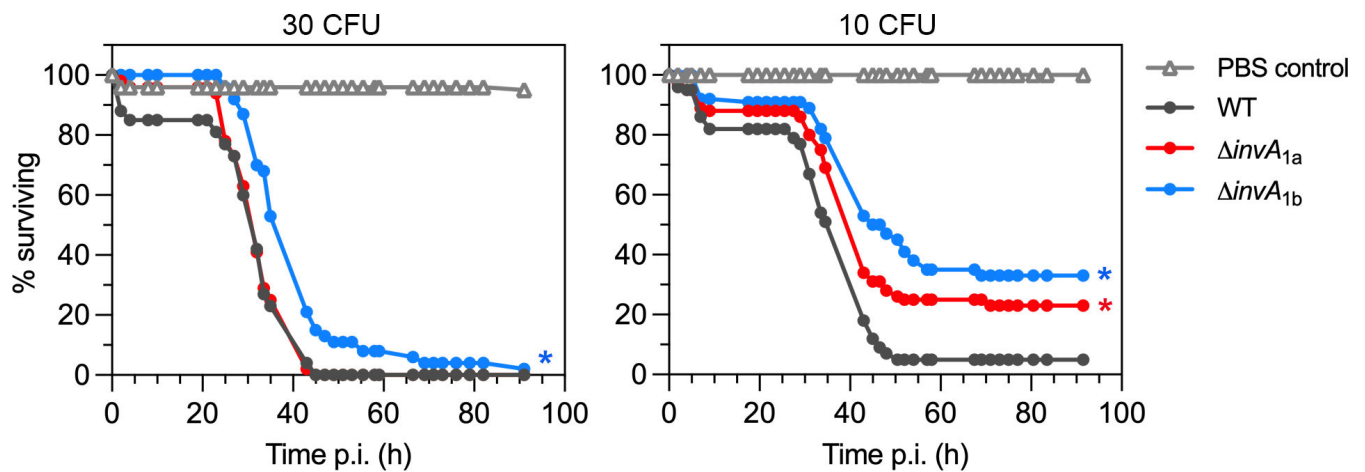 30 CFU
10 CFU
% surviving
100
80
60
40
20
0
0 20 40 60 80 100
Time p.i. (h)
100
80
60
40
20
0
0 20 40 60 80 100
Time p.i. (h)
*
*
*
PBS control
WT
ΔinvA1a
ΔinvA1b